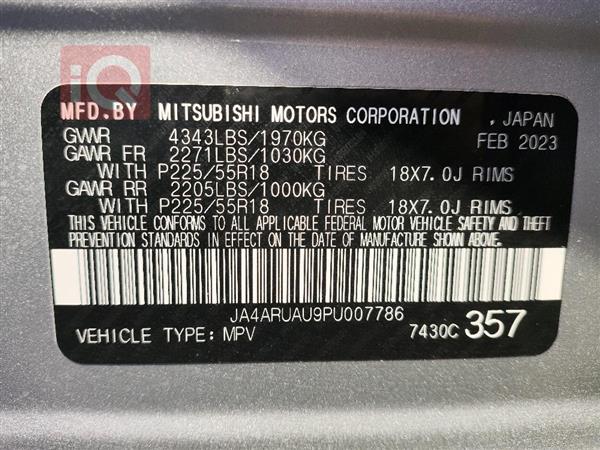 iQ
MFD.BY MITSUBISHI MOTORS CORPORATION , JAPAN
GVWR 4343LBS/1970KG FEB 2023
GAWR FR 2271LBS/1030KG
WITH P225/55R18 TIRES 18X7.0J RIMS
GAWR RR 2205LBS/1000KG
WITH P225/55R18 TIRES 18X7.0J RIMS
THIS VEHICLE CONFORMS TO ALL APPLICABLE FEDERAL MOTOR VEHICLE SAFETY AND THEFT
PREVENTION STANDARDS IN EFFECT ON THE DATE OF MANUFACTURE SHOWN ABOVE.
JA4ARUAU9PU007786
VEHICLE TYPE: MPV 7430C 357